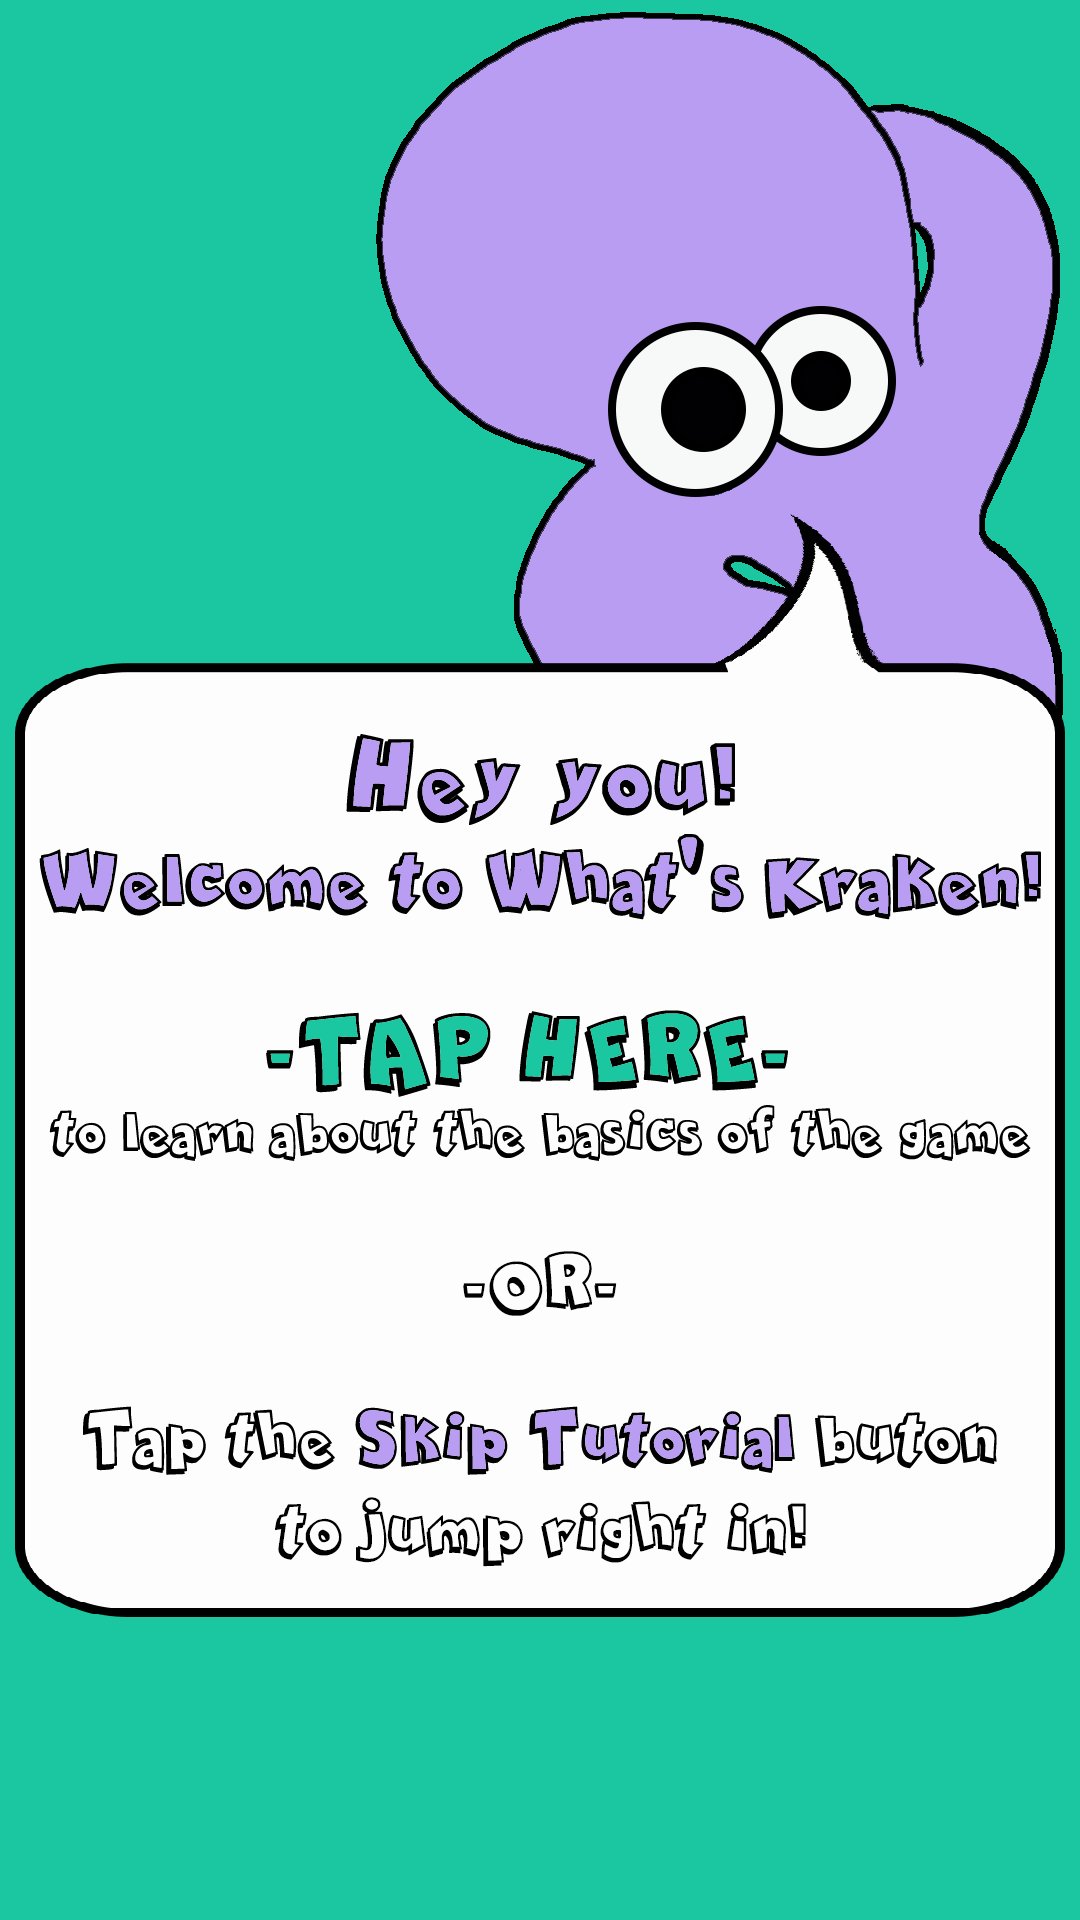 Hey you!
Welcome to What's Kraken!
-TAP HERE-
to learn about the basics of the game
-OR-
Tap the Skip Tutorial buton
to jump right in!